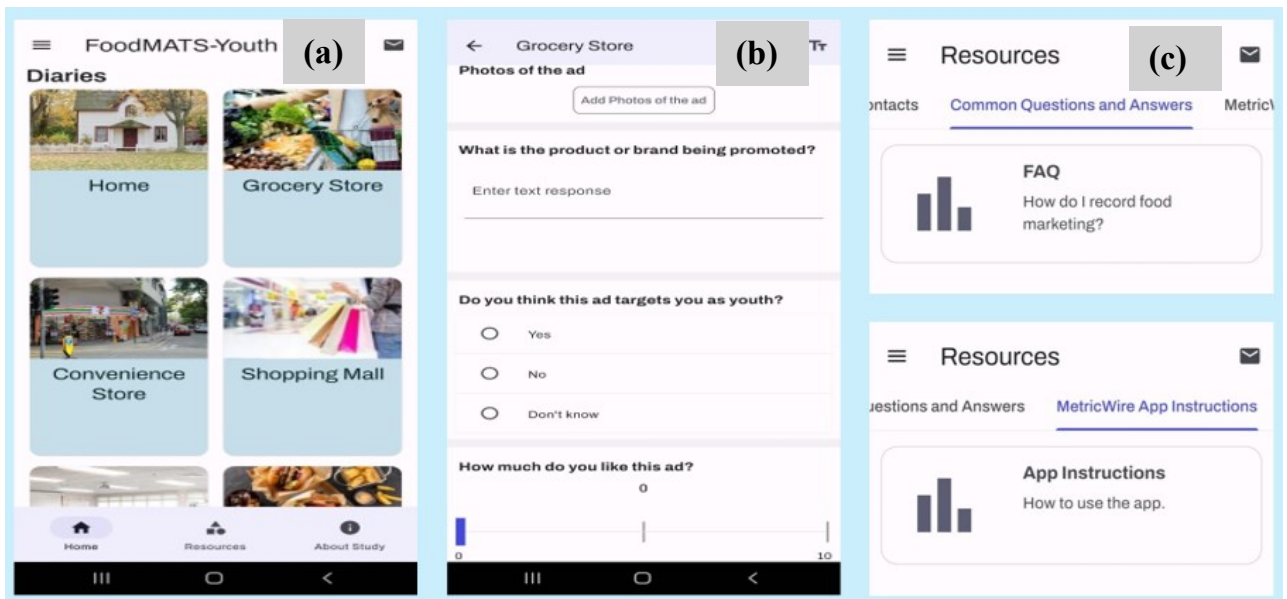 FoodMATS-Youth
(a)
Diaries
Home
Grocery Store
Convenience
Store
Shopping Mall
Home
Resources
About Study
Grocery Store
(b)
TT
Photos of the ad
Add Photos of the ad
What is the product or brand being promoted?
Enter text response
Do you think this ad targets you as youth?
Yes
No
Don't know
How much do you like this ad?
0
0
10
Resources
(c)
ontacts Common Questions and Answers Metric
FAQ
How do I record food
marketing?
Resources
uestions and Answers MetricWire App Instructions
App Instructions
How to use the app.